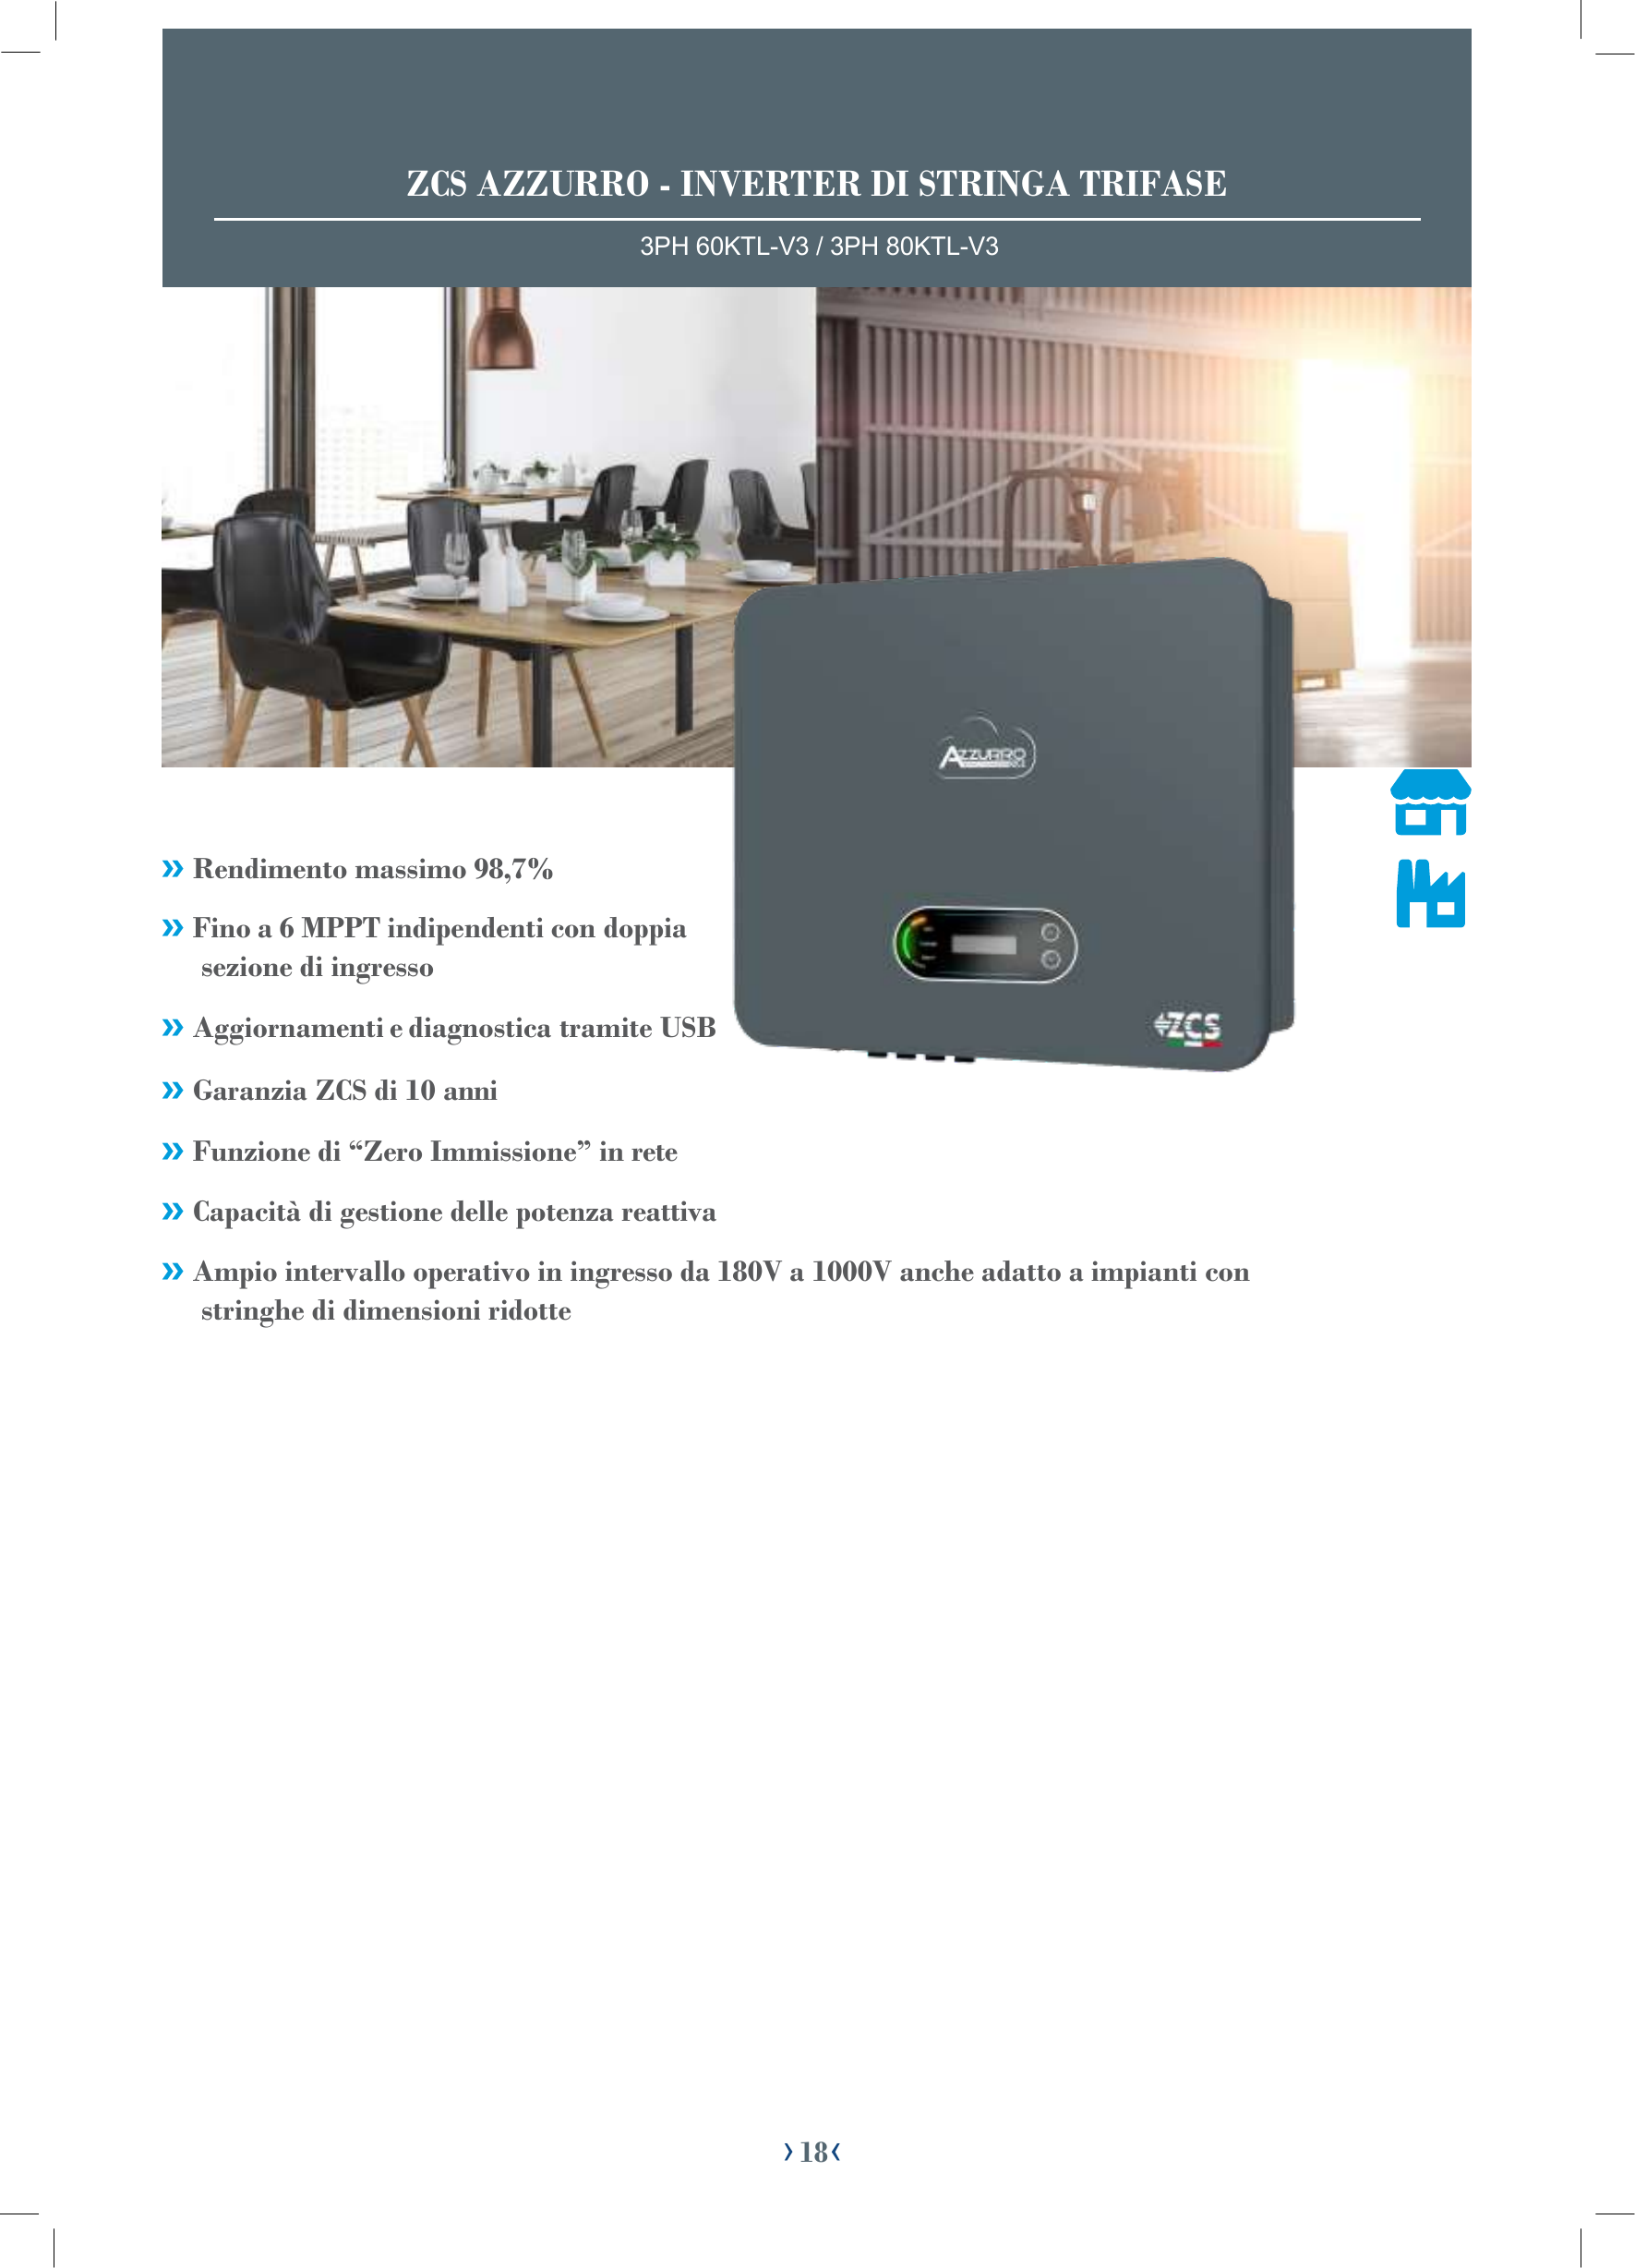 ZCS AZZURRO - INVERTER DI STRINGA TRIFASE
3PH 60KTL-V3 / 3PH 80KTL-V3
AZZURRO
ZCS
» Rendimento massimo 98,7%
» Fino a 6 MPPT indipendenti con doppia
sezione di ingresso
» Aggiornamenti e diagnostica tramite USB
» Garanzia ZCS di 10 anni
» Funzione di “Zero Immissione” in rete
» Capacità di gestione delle potenza reattiva
» Ampio intervallo operativo in ingresso da 180V a 1000V anche adatto a impianti con
stringhe di dimensioni ridotte
› 18 ‹